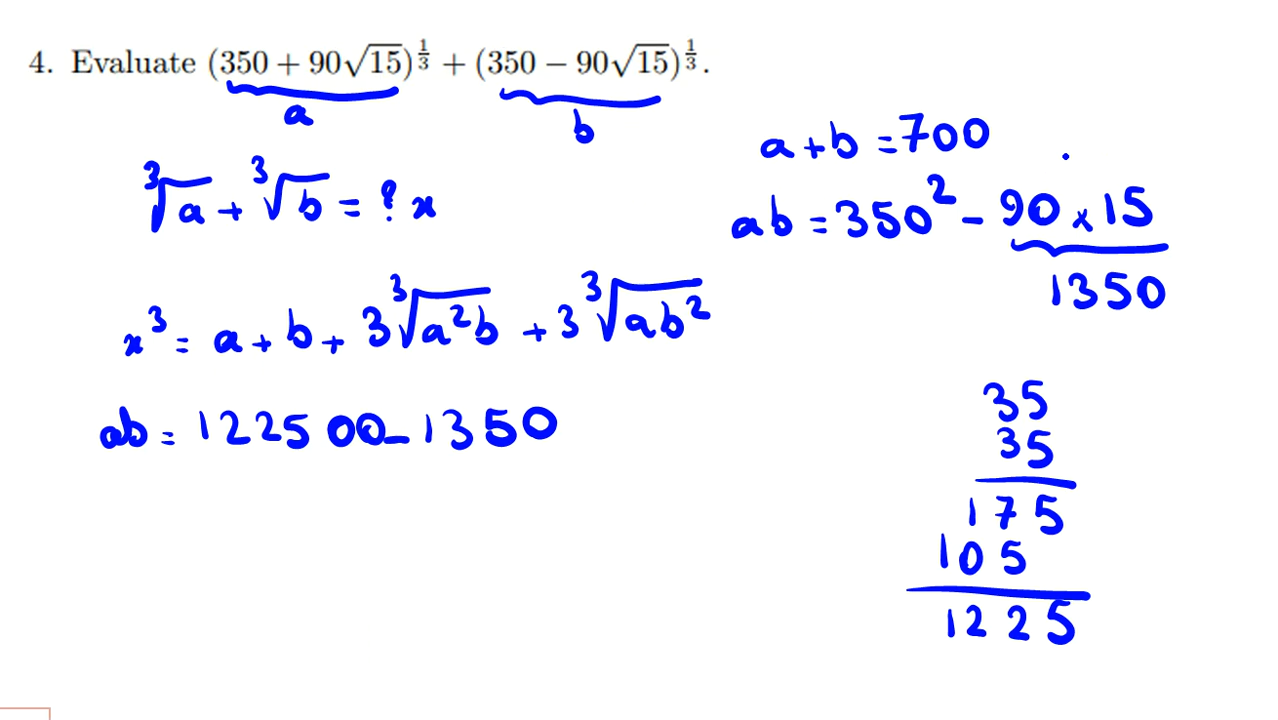 4. Evaluate (350 + 90√15)^{1/3} + (350 − 90√15)^{1/3}.
a
b
a+b = 700
∛a + ∛b = ? x
ab = 350² - 90 × 15
1350
x³ = a + b + 3∛(a²b) + 3∛(ab²)
ab = 122500 - 1350
35
35
175
105
1225